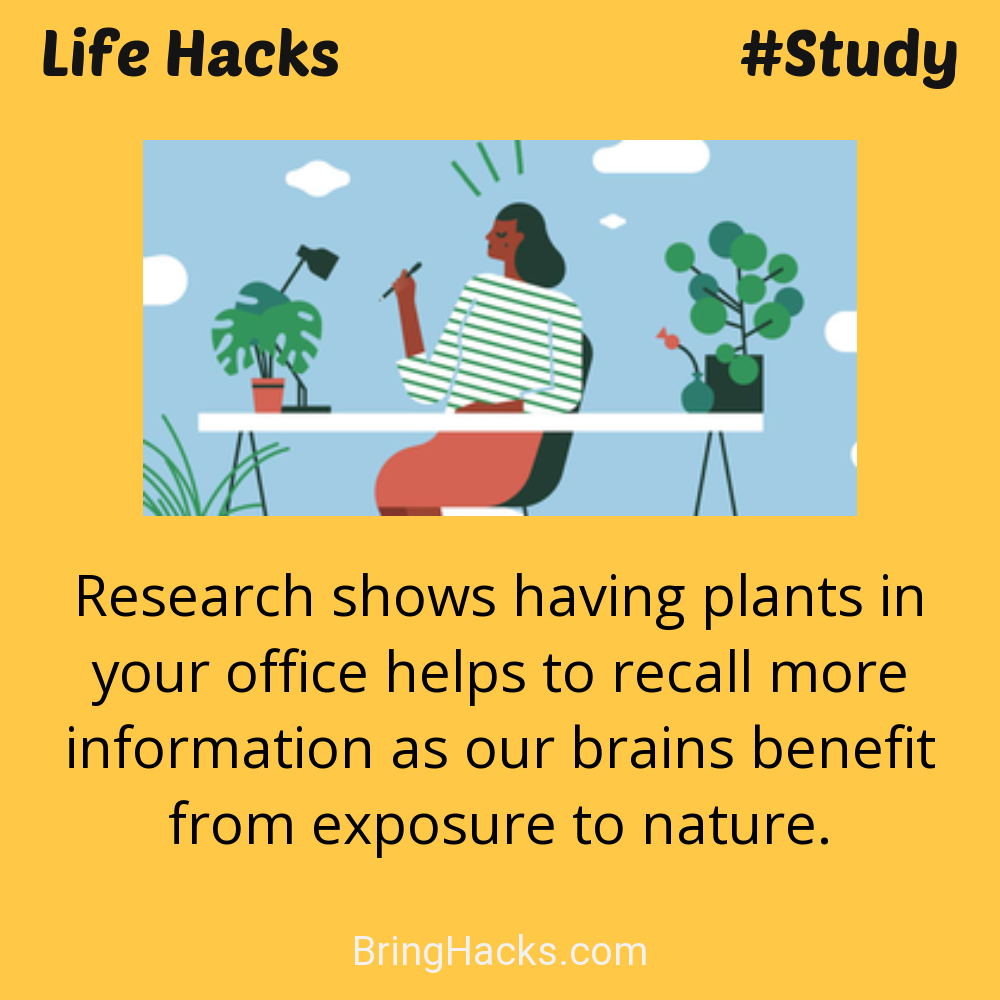 Life Hacks
#Study
Research shows having plants in
your office helps to recall more
information as our brains benefit
from exposure to nature.
BringHacks.com